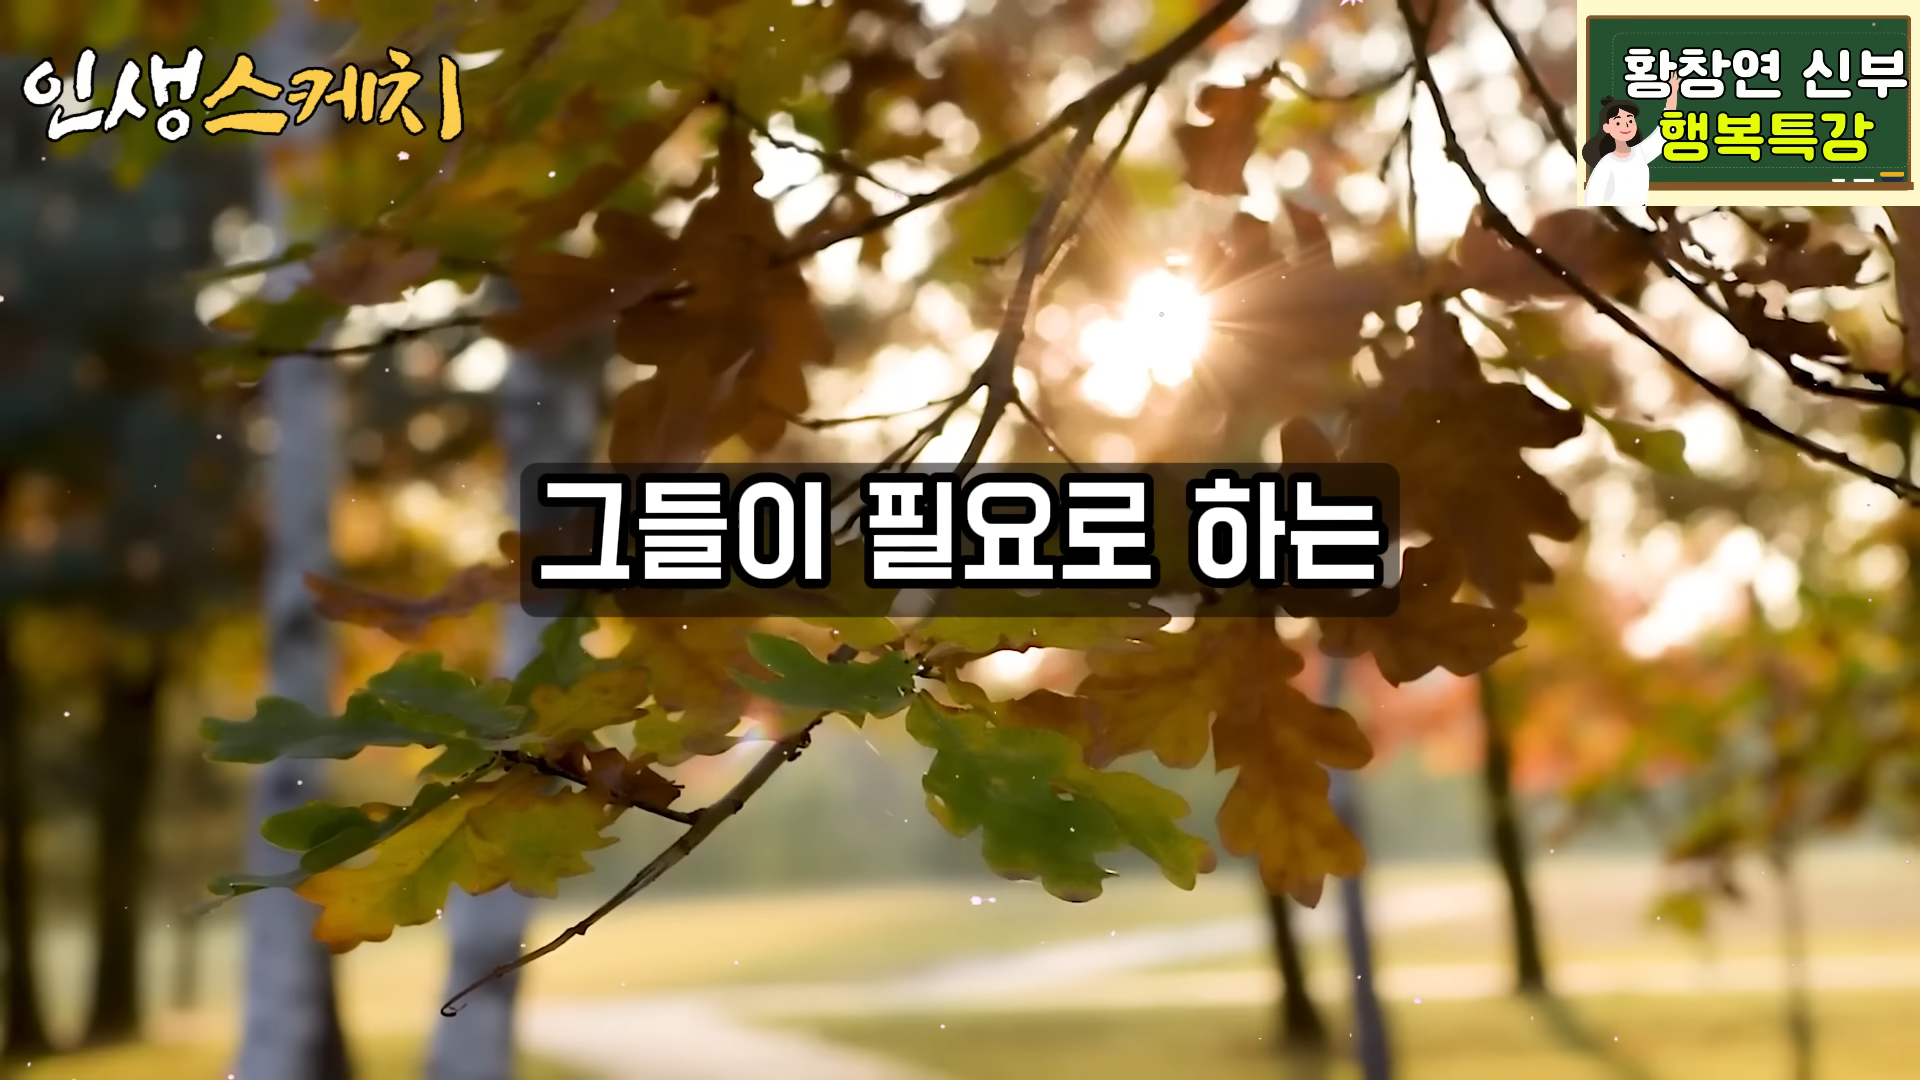 인생스케치
황창연 신부
행복특강
그들이 필요로 하는